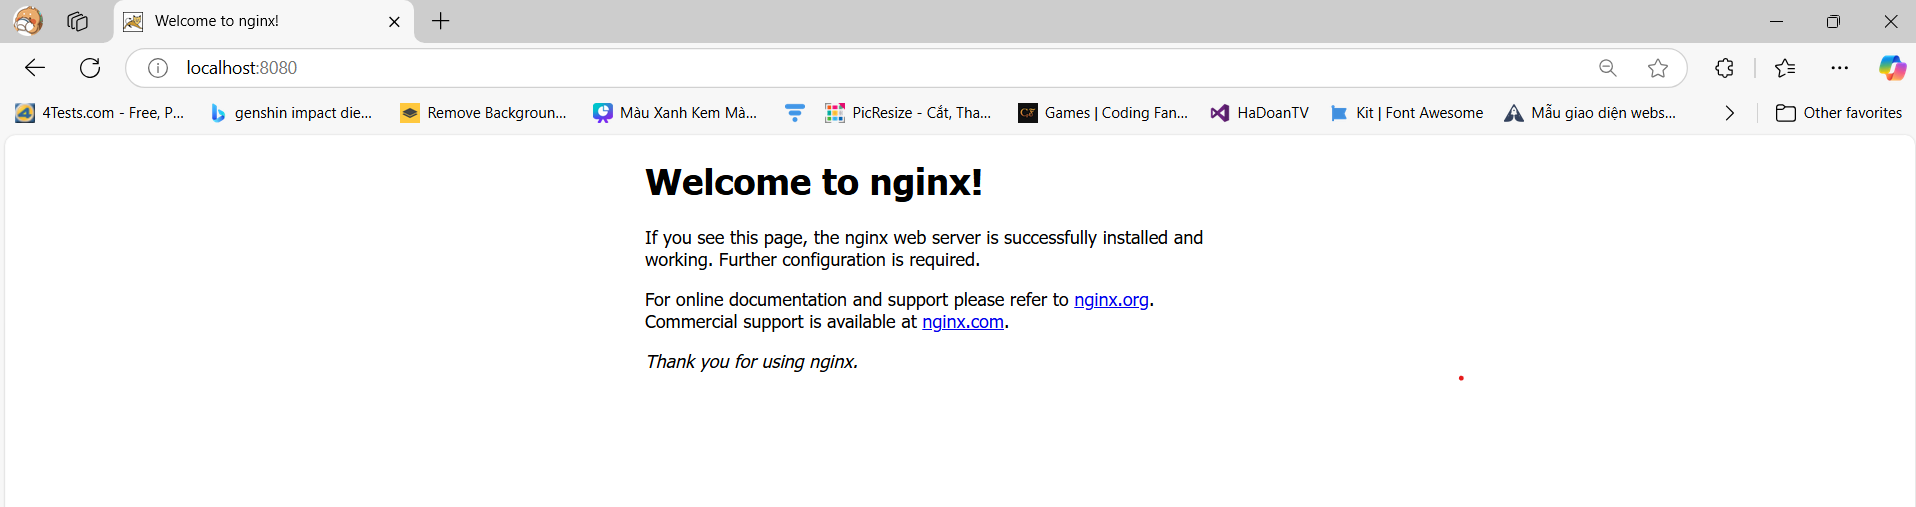 Welcome to nginx!
localhost:8080
4Tests.com - Free, P...
genshin impact die...
Remove Backgroun...
Màu Xanh Kem Mà...
PicResize - Cắt, Tha...
CF
Games | Coding Fan...
HaDoanTV
Kit | Font Awesome
Mẫu giao diện webs...
Other favorites
Welcome to nginx!
If you see this page, the nginx web server is successfully installed and
working. Further configuration is required.
For online documentation and support please refer to nginx.org.
Commercial support is available at nginx.com.
Thank you for using nginx.